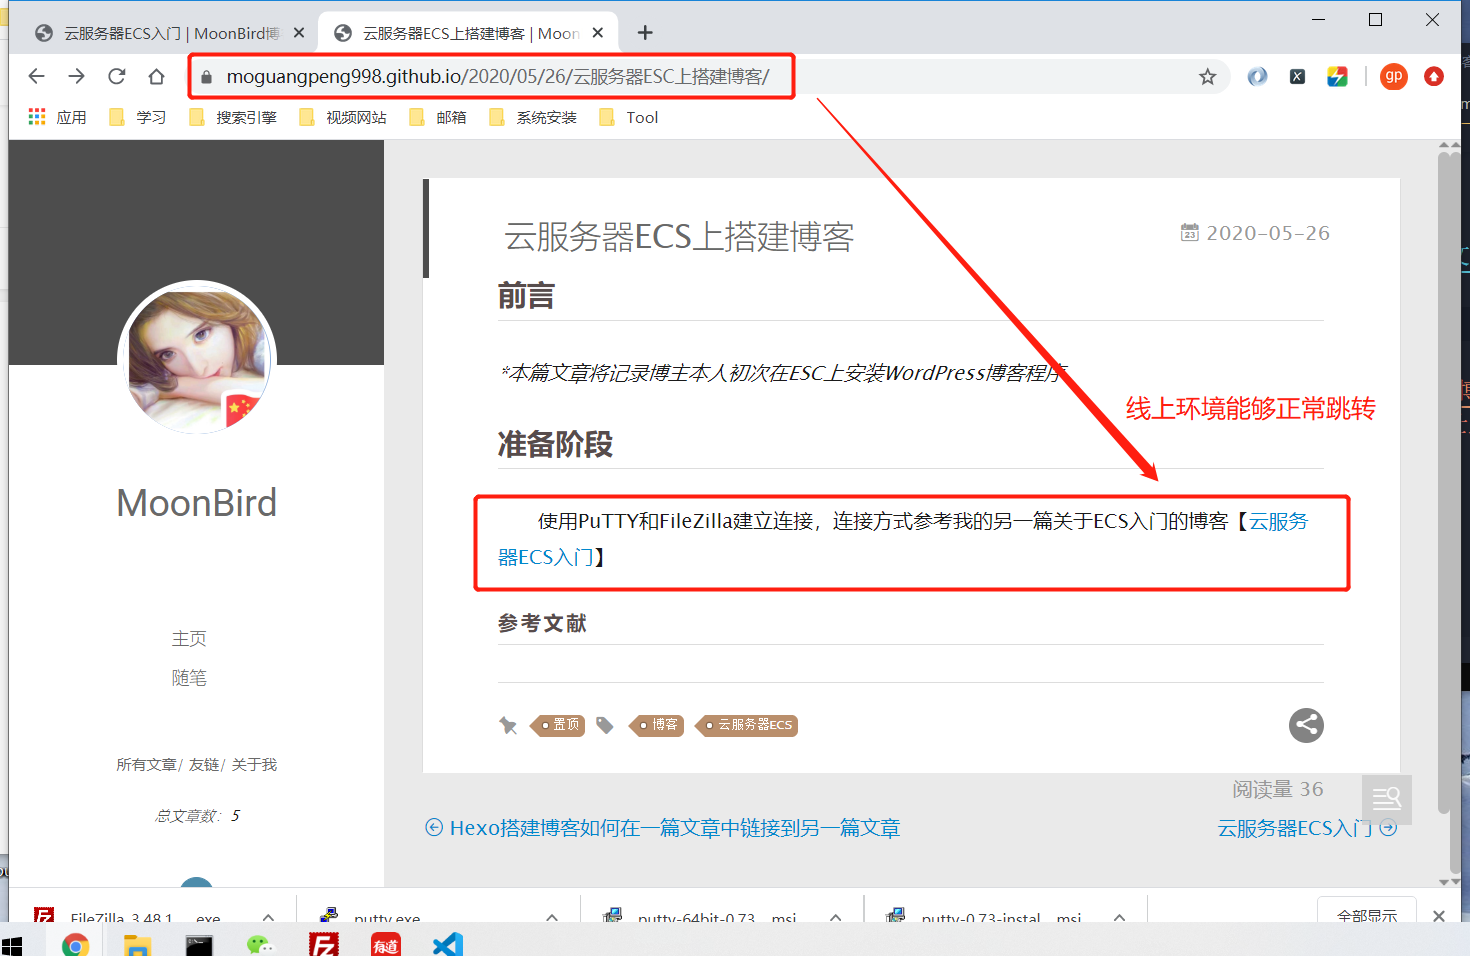 云服务器ECS入门 | MoonBird博
云服务器ECS上搭建博客 | Moon
moguangpeng998.github.io/2020/05/26/云服务器ESC上搭建博客/
gp
应用 学习 搜索引擎 视频网站 邮箱 系统安装 Tool
云服务器ECS上搭建博客
23 2020-05-26
前言
*本篇文章将记录博主本人初次在ESC上安装WordPress博客程序
线上环境能够正常跳转
准备阶段
MoonBird
使用PuTTY和FileZilla建立连接，连接方式参考我的另一篇关于ECS入门的博客【云服务
器ECS入门】
参考文献
主页
随笔
置顶 博客 云服务器ECS
所有文章/ 友链/ 关于我
总文章数： 5
阅读量 36
Hexo搭建博客如何在一篇文章中链接到另一篇文章
云服务器ECS入门
FileZilla_3.48.1_....exe
putty.exe
putty-64bit-0.73-....msi
putty-0.73-instal....msi
全部显示
有道